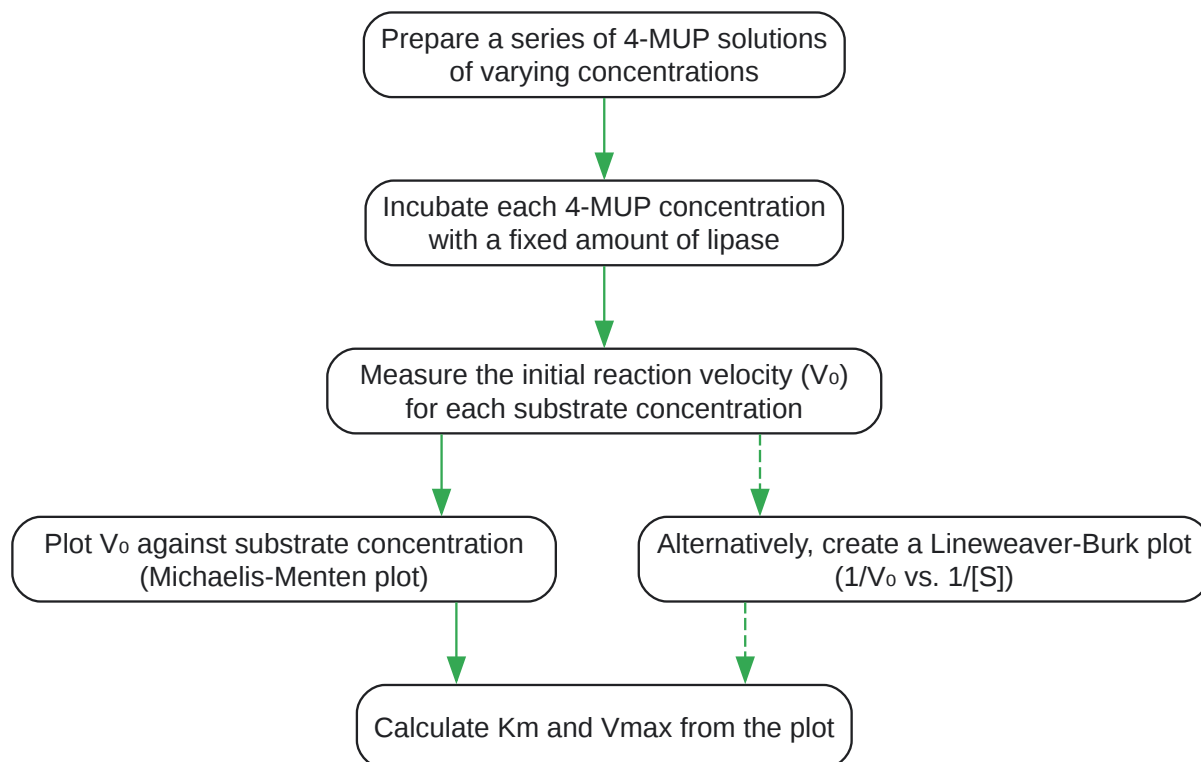 Prepare a series of 4-MUP solutions
of varying concentrations
Incubate each 4-MUP concentration
with a fixed amount of lipase
Measure the initial reaction velocity (V₀)
for each substrate concentration
Plot V₀ against substrate concentration
(Michaelis-Menten plot)
Alternatively, create a Lineweaver-Burk plot
(1/V₀ vs. 1/[S])
Calculate Km and Vmax from the plot